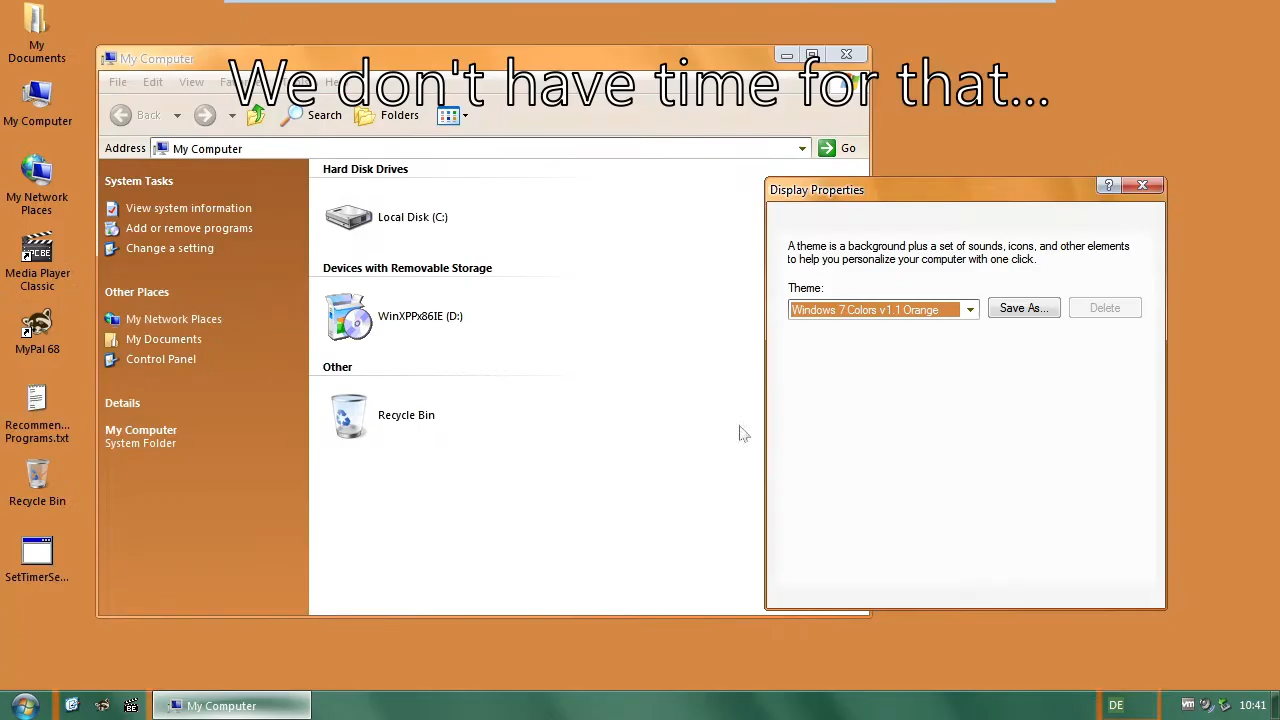 My
Documents
My Computer
My Network
Places
Media Player
Classic
MyPal 68
Recommen...
Programs.txt
Recycle Bin
SetTimerSe...
My Computer
We don't have time for that...
File Edit View
Back Search Folders
Address My Computer Go
System Tasks
View system information
Add or remove programs
Change a setting
Other Places
My Network Places
My Documents
Control Panel
Details
My Computer
System Folder
Hard Disk Drives
Local Disk (C:)
Devices with Removable Storage
WinXPPx86IE (D:)
Other
Recycle Bin
Display Properties
A theme is a background plus a set of sounds, icons, and other elements
to help you personalize your computer with one click.
Theme:
Windows 7 Colors v1.1 Orange Save As... Delete
My Computer
DE
10:41